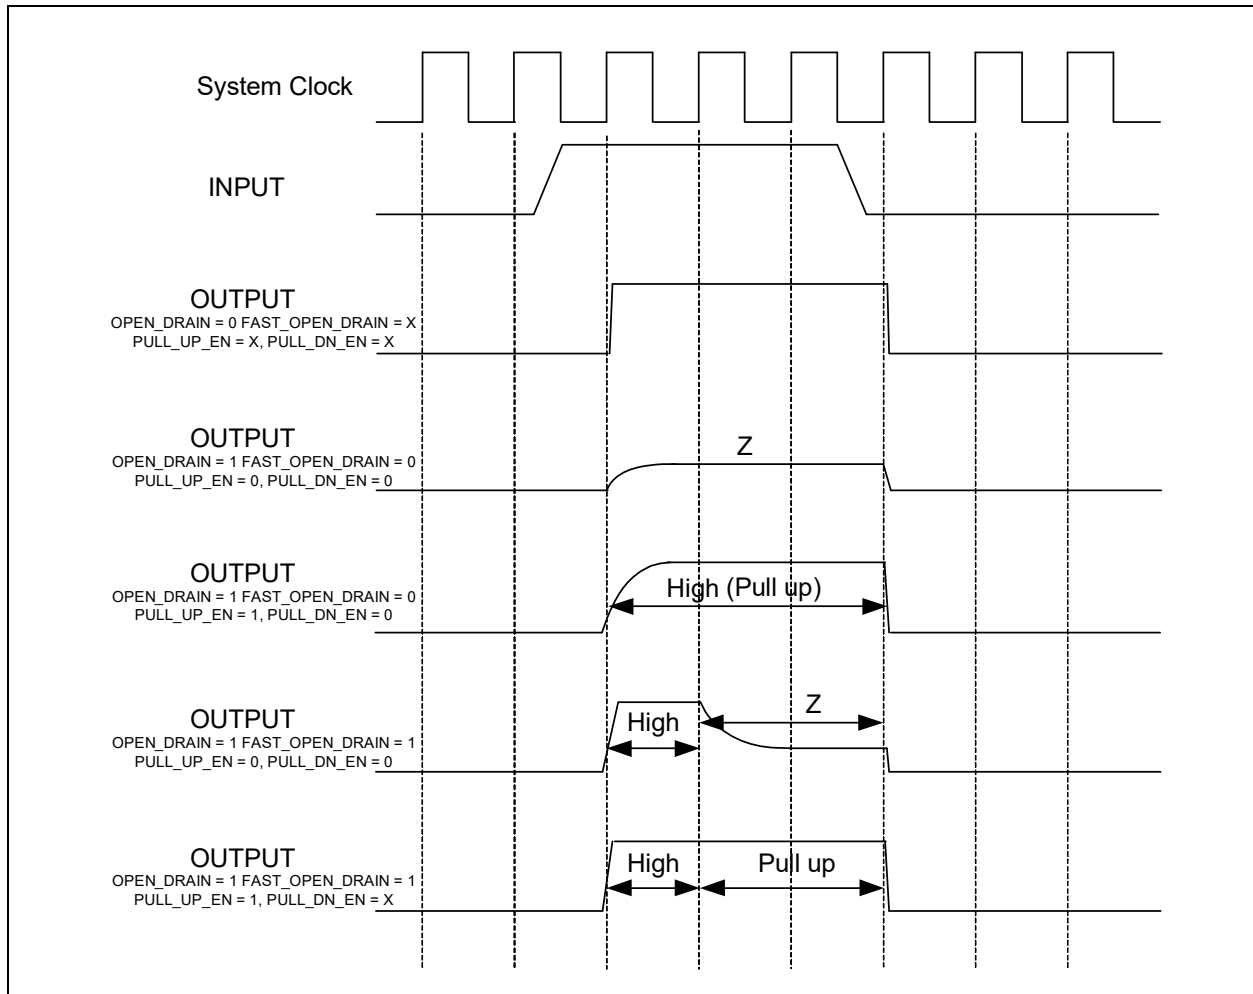 System Clock
INPUT
OUTPUT
OPEN_DRAIN = 0 FAST_OPEN_DRAIN = X
PULL_UP_EN = X, PULL_DN_EN = X
OUTPUT
OPEN_DRAIN = 1 FAST_OPEN_DRAIN = 0
PULL_UP_EN = 0, PULL_DN_EN = 0
Z
OUTPUT
OPEN_DRAIN = 1 FAST_OPEN_DRAIN = 0
PULL_UP_EN = 1, PULL_DN_EN = 0
High (Pull up)
OUTPUT
OPEN_DRAIN = 1 FAST_OPEN_DRAIN = 1
PULL_UP_EN = 0, PULL_DN_EN = 0
High
Z
OUTPUT
OPEN_DRAIN = 1 FAST_OPEN_DRAIN = 1
PULL_UP_EN = 1, PULL_DN_EN = X
High
Pull up